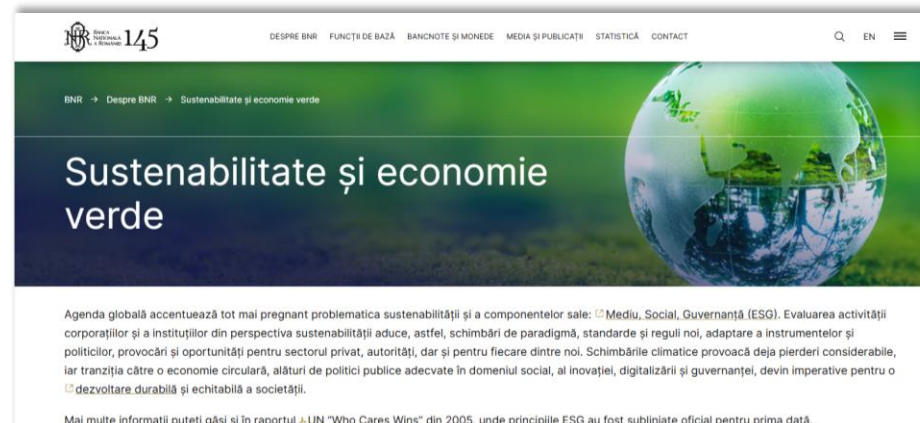 BANCA
NAȚIONALĂ
A ROMÂNIEI
145
DESPRE BNR FUNCȚII DE BAZĂ BANCNOTE ȘI MONEDE MEDIA ȘI PUBLICAȚII STATISTICĂ CONTACT
EN
BNR → Despre BNR → Sustenabilitate și economie verde
Sustenabilitate și economie
verde
Agenda globală accentuează tot mai pregnant problematica sustenabilității și a componentelor sale: Mediu, Social, Guvernanță (ESG). Evaluarea activității
corporațiilor și a instituțiilor din perspectiva sustenabilității aduce, astfel, schimbări de paradigmă, standarde și reguli noi, adaptare a instrumentelor și
politicilor, provocări și oportunități pentru sectorul privat, autorități, dar și pentru fiecare dintre noi. Schimbările climatice provoacă deja pierderi considerabile,
iar tranziția către o economie circulară, alături de politici publice adecvate în domeniul social, al inovației, digitalizării și guvernanței, devin imperative pentru o
dezvoltare durabilă și echitabilă a societății.
Mai multe informații puteți găsi și în raportul UN "Who Cares Wins" din 2005, unde principiile ESG au fost subliniate oficial pentru prima dată.